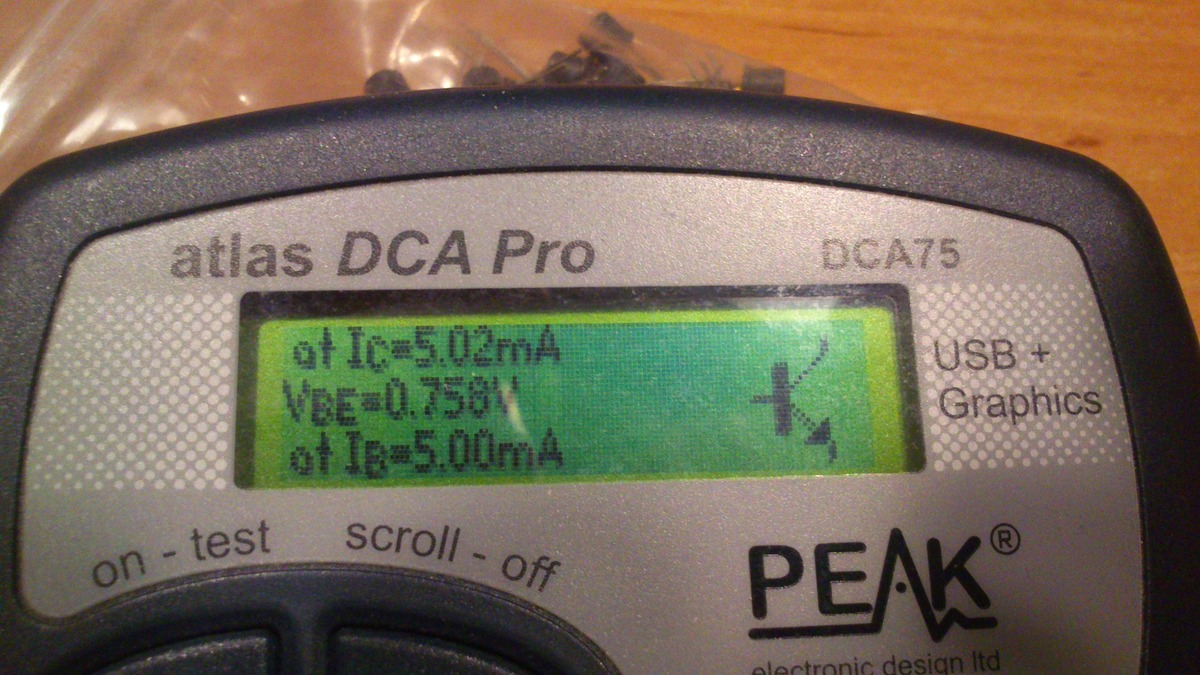 atlas DCA Pro
DCA75
at IC=5.02mA
VBE=0.758V
at IB=5.00mA
USB +
Graphics
on - test
scroll - off
PEAK®
electronic design ltd